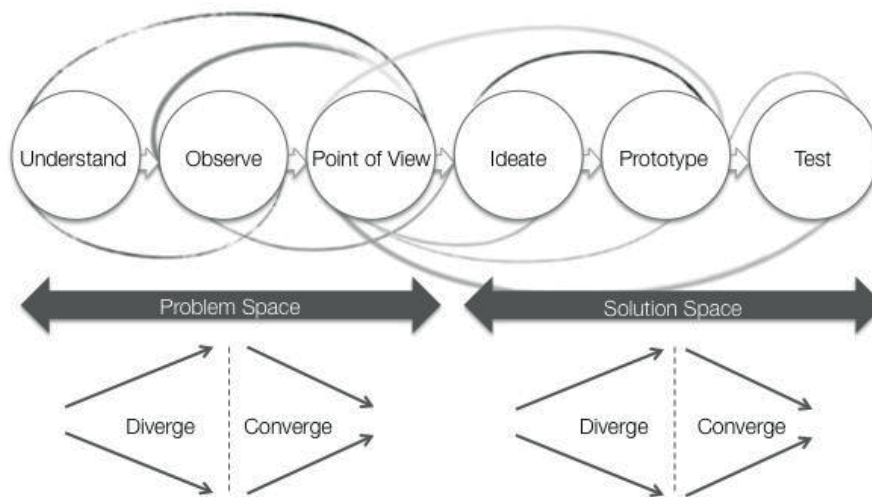 Understand
Observe
Point of View
Ideate
Prototype
Test
Problem Space
Solution Space
Diverge
Converge
Diverge
Converge